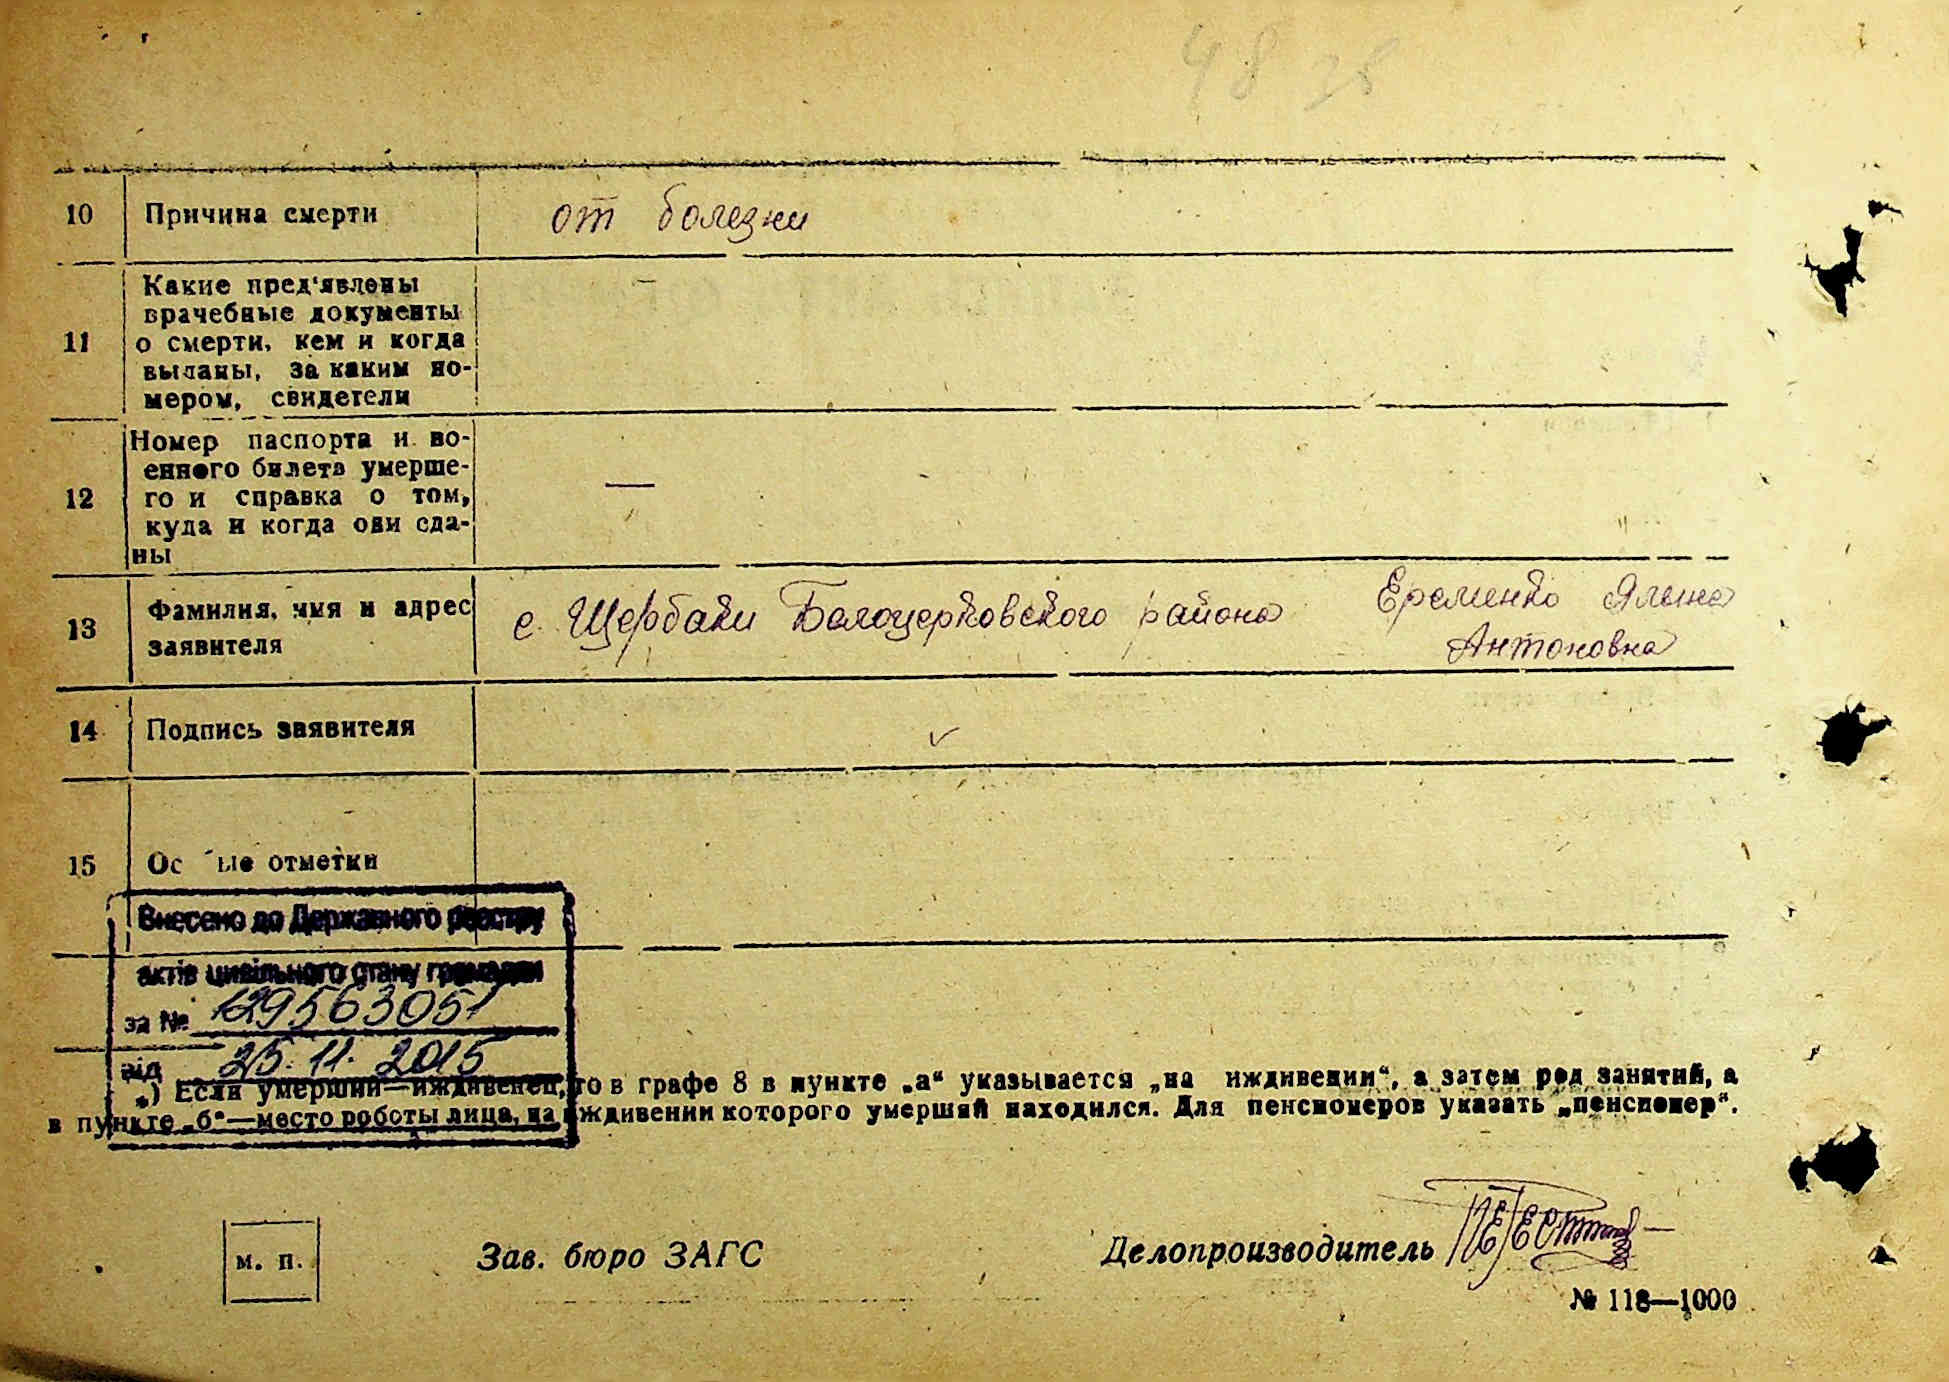 48 38
10 Причина смерти от болезни
Какие пред'явлены
врачебные документы
11 о смерти, кем и когда
выданы, за каким но-
мером, свидетели
—
Номер паспорта и во-
енного билета умерше-
12 го и справка о том, —
куда и когда они сда-
ны
13 Фамилия, имя и адрес
заявителя
с. Щербаки Белоцерковского района Еременко
Антоновна
14 Подпись заявителя
15 Ос ые отметки
Внесено до Державного реєстру
актів цивільного стану громадян
за № 129563051
від 25.11.2015
*) Если умерший—иждивенец, то в графе 8 в пункте „а“ указывается „на иждивении“, а затем род занятий, а
в пункте „б“—место роботы лица, на иждивении которого умерший находился. Для пенсионеров указать „пенсионер“.
м. п. Зав. бюро ЗАГС Делопроизводитель
№ 118—1000